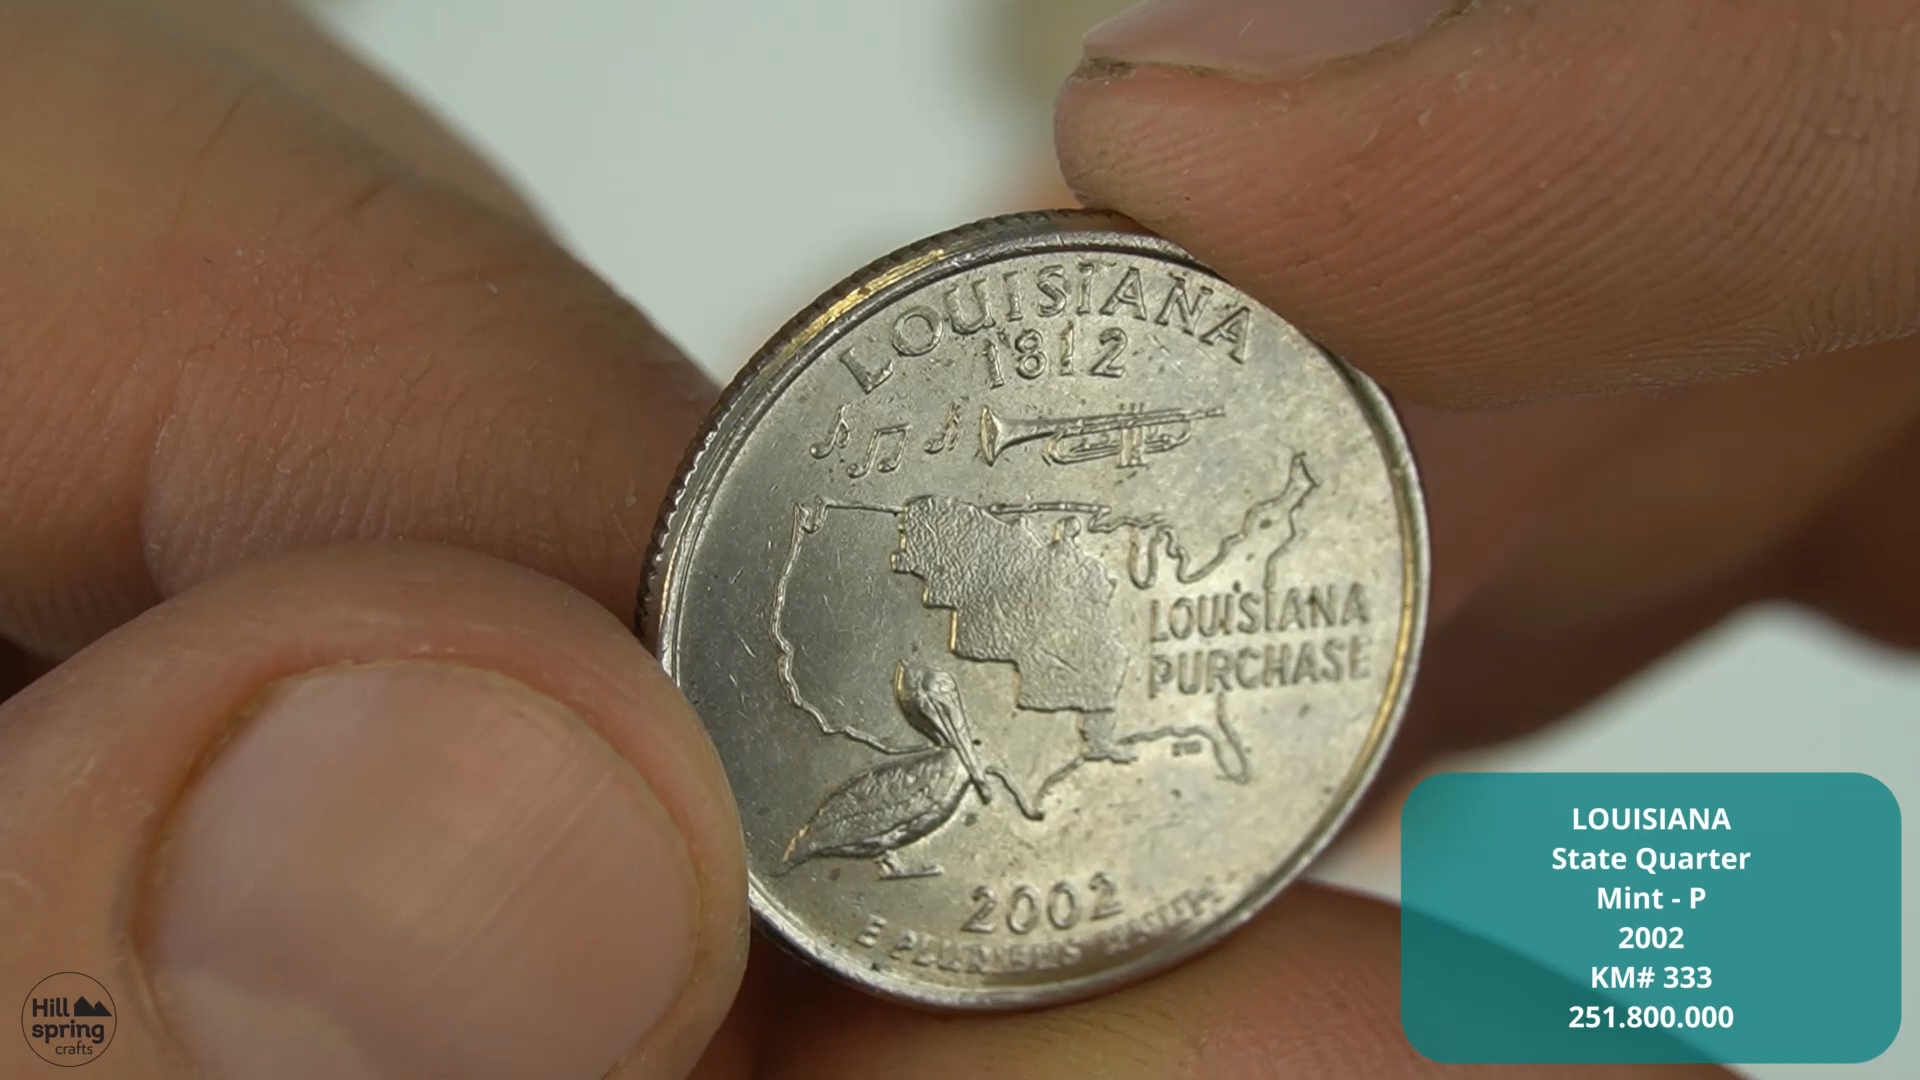 LOUISIANA
1812
LOUISIANA
PURCHASE
2002
E PLURIBUS UNUM
LOUISIANA
State Quarter
Mint - P
2002
KM# 333
251.800.000
Hill
spring
crafts